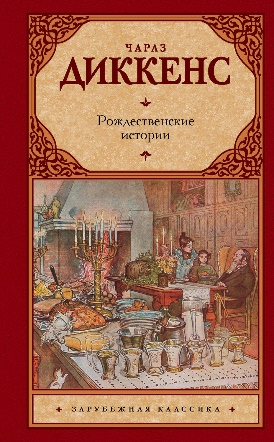 ЧАРЛЗ
ДИККЕНС
Рождественские
истории
ЗАРУБЕЖНАЯ КЛАССИКА